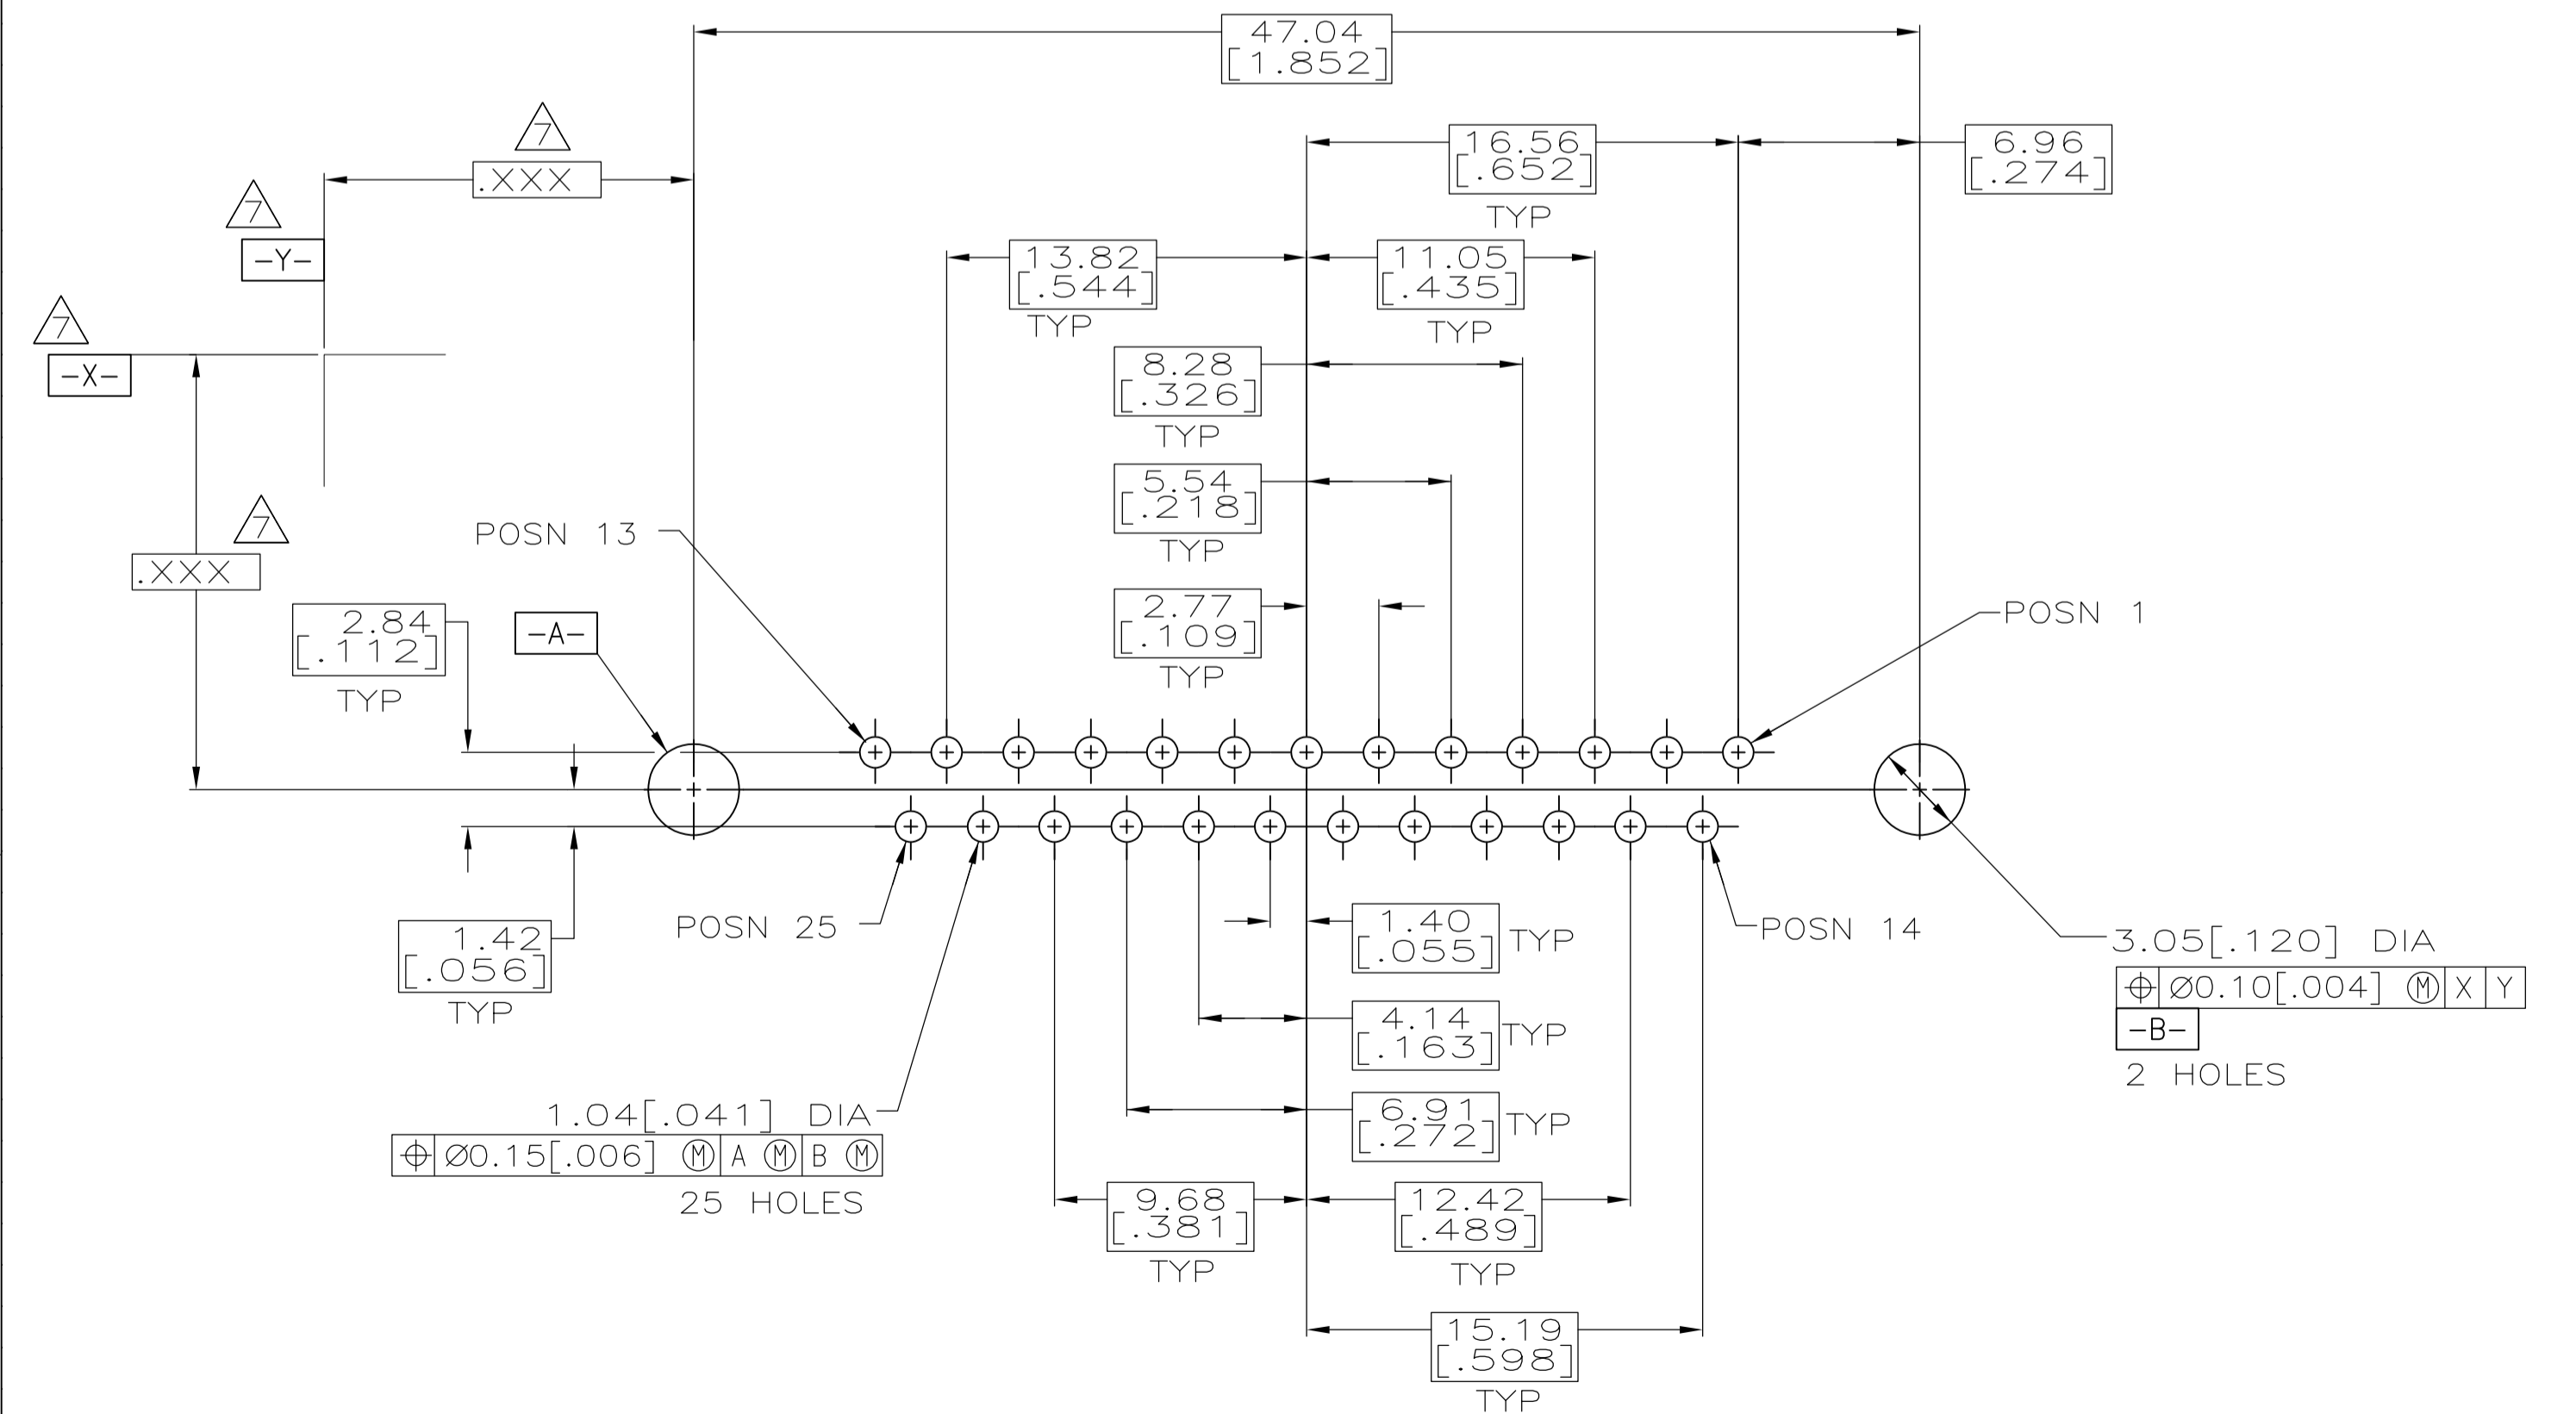 47.04
[1.852]
7
.XXX
16.56
[.652]
TYP
6.96
[.274]
7
-Y-
13.82
[.544]
TYP
11.05
[.435]
TYP
7
-X-
8.28
[.326]
TYP
5.54
[.218]
TYP
7
.XXX
POSN 13
2.77
[.109]
TYP
2.84
[.112]
TYP
-A-
POSN 1
1.42
[.056]
TYP
POSN 25
1.40
[.055] TYP
POSN 14
3.05[.120] DIA
⌖ Ø0.10[.004] Ⓜ X Y
-B-
2 HOLES
4.14
[.163] TYP
6.91
[.272] TYP
1.04[.041] DIA
⌖ Ø0.15[.006] Ⓜ A Ⓜ B Ⓜ
25 HOLES
9.68
[.381]
TYP
12.42
[.489]
TYP
15.19
[.598]
TYP